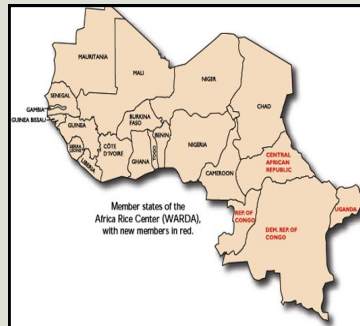 MAURITANIA
MALI
NIGER
CHAD
SENEGAL
GAMBIA
GUINEA BISSAU
GUINEA
SIERRA
LEONE
LIBERIA
CÔTE
D'IVOIRE
BURKINA
FASO
GHANA
TOGO
BENIN
NIGERIA
CAMEROON
CENTRAL
AFRICAN
REPUBLIC
REP. OF
CONGO
DEM. REP. OF
CONGO
UGANDA
Member states of the
Africa Rice Center (WARDA),
with new members in red.